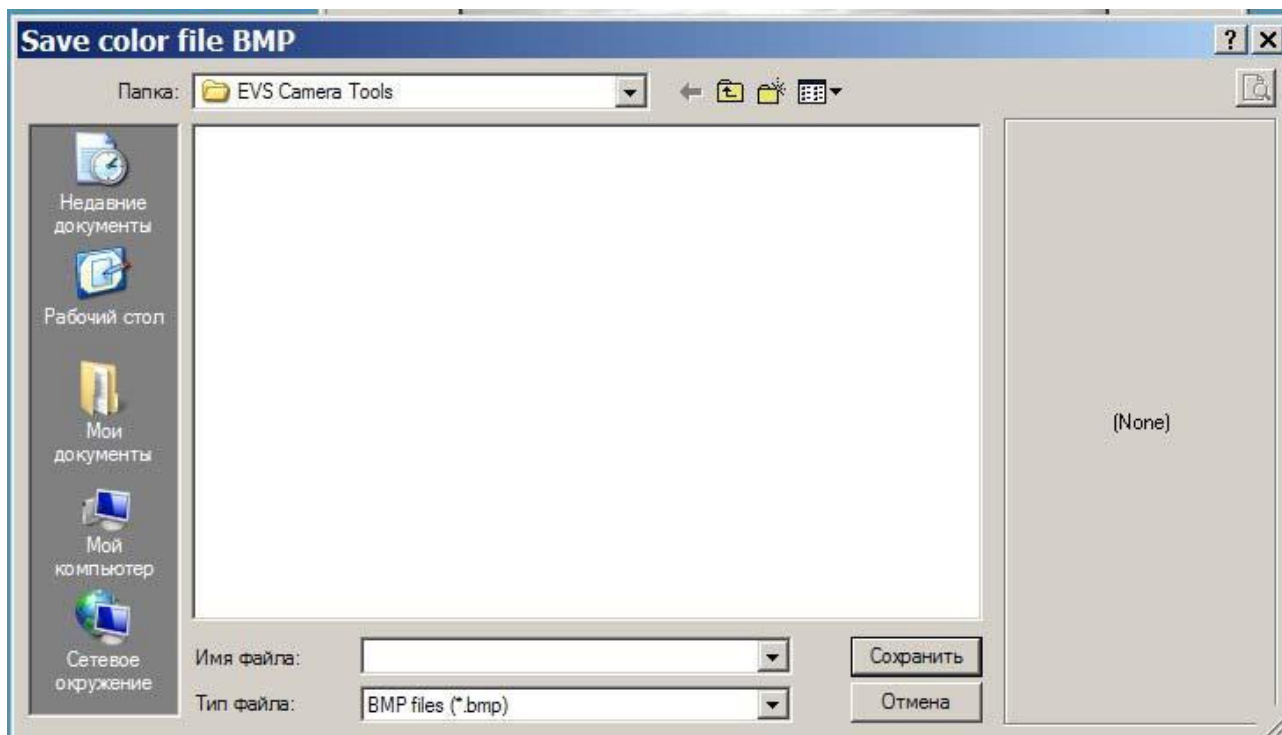 Save color file BMP
Папка:
EVS Camera Tools
Недавние
документы
Рабочий стол
Мои
документы
Мой
компьютер
Сетевое
окружение
(None)
Имя файла:
Сохранить
Тип файла:
BMP files (*.bmp)
Отмена